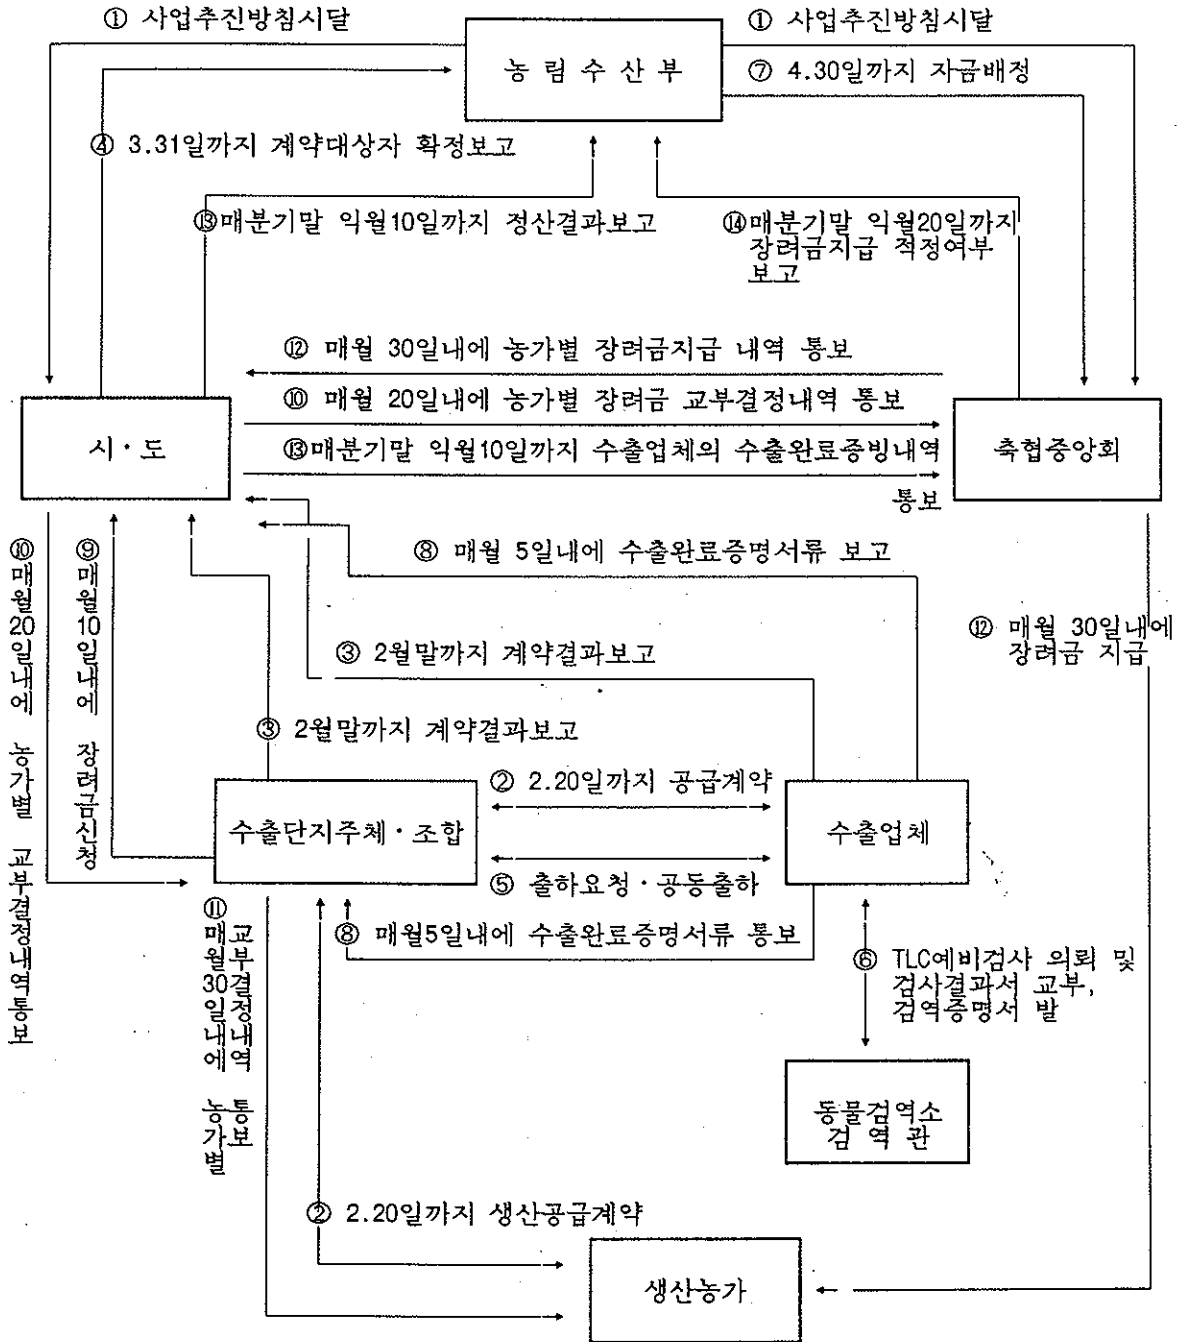 ① 사업추진방침시달
① 사업추진방침시달
농림수산부
⑦ 4.30일까지 자금배정
④ 3.31일까지 계약대상자 확정보고
⑬매분기말 익월10일까지 정산결과보고
⑭매분기말 익월20일까지
장려금지급 적정여부
보고
⑫ 매월 30일내에 농가별 장려금지급 내역 통보
⑩ 매월 20일내에 농가별 장려금 교부결정내역 통보
시·도
축협중앙회
⑬매분기말 익월10일까지 수출업체의 수출완료증빙내역
통보
⑧ 매월 5일내에 수출완료증명서류 보고
⑩ 매월20일내에 농가별 교부결정내역통보
⑨ 매월10일내에 장려금신청
⑫ 매월 30일내에
장려금 지급
③ 2월말까지 계약결과보고
③ 2월말까지 계약결과보고
② 2.20일까지 공급계약
수출단지주체·조합
수출업체
⑤ 출하요청·공동출하
⑧ 매월5일내에 수출완료증명서류 통보
⑪
매월30일내에 농가별
교부결정내역 통보
⑥ TLC예비검사 의뢰 및
검사결과서 교부,
검역증명서 발
동물검역소
검역관
② 2.20일까지 생산공급계약
생산농가